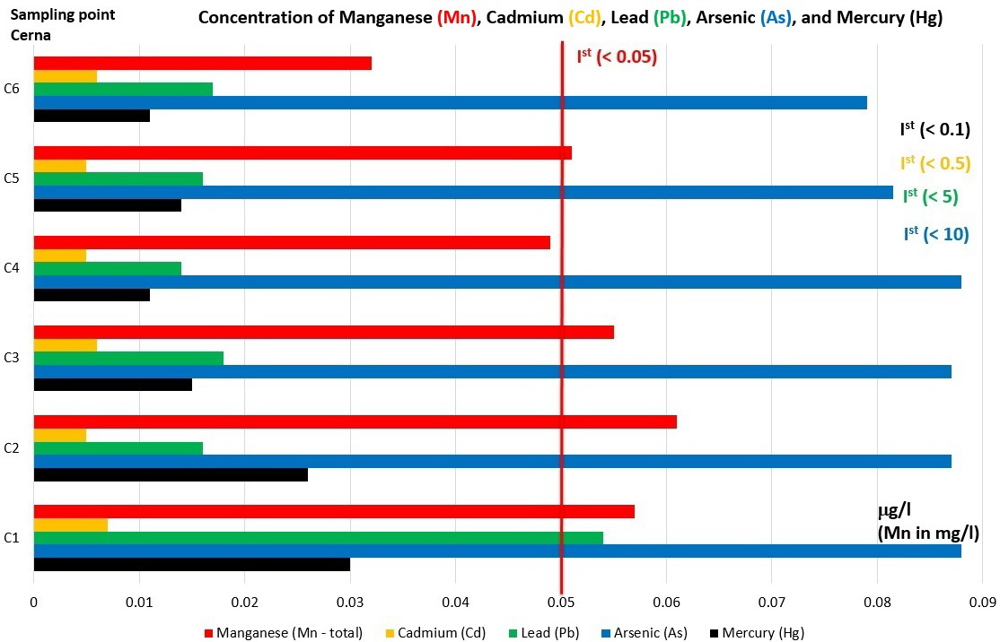 Sampling point
Cerna
Concentration of Manganese (Mn), Cadmium (Cd), Lead (Pb), Arsenic (As), and Mercury (Hg)
Iˢᵗ (< 0.05)
C6
Iˢᵗ (< 0.1)
Iˢᵗ (< 0.5)
C5
Iˢᵗ (< 5)
Iˢᵗ (< 10)
C4
C3
C2
C1
µg/l
(Mn in mg/l)
0 0.01 0.02 0.03 0.04 0.05 0.06 0.07 0.08 0.09
Manganese (Mn - total) Cadmium (Cd) Lead (Pb) Arsenic (As) Mercury (Hg)